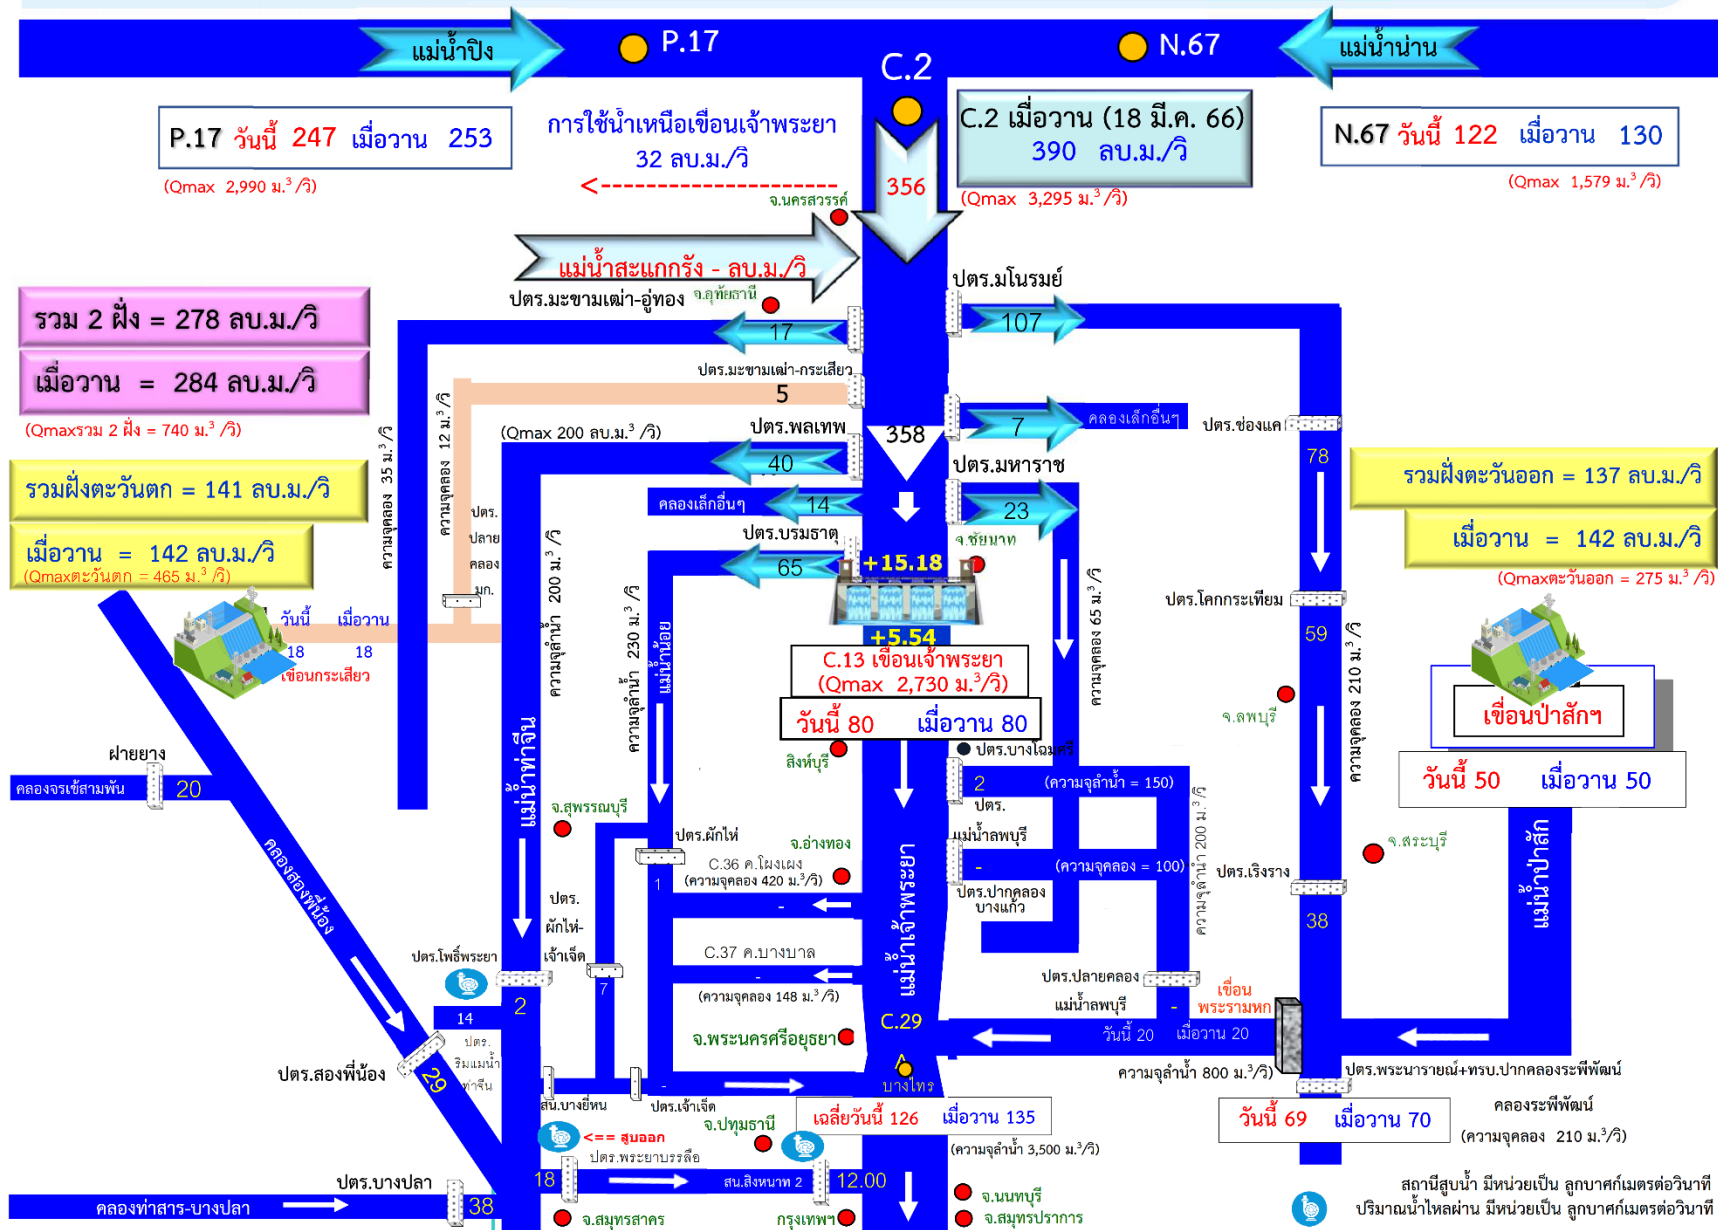 แม่น้ำปิง
P.17
C.2
N.67
แม่น้ำน่าน
P.17 วันนี้ 247 เมื่อวาน 253
(Qmax 2,990 ม.³/วิ)
การใช้น้ำเหนือเขื่อนเจ้าพระยา
32 ลบ.ม./วิ
C.2 เมื่อวาน (18 มี.ค. 66)
390 ลบ.ม./วิ
(Qmax 3,295 ม.³/วิ)
356
N.67 วันนี้ 122 เมื่อวาน 130
(Qmax 1,579 ม.³/วิ)
จ.นครสวรรค์
แม่น้ำสะแกกรัง - ลบ.ม./วิ
จ.อุทัยธานี
ปตร.มะขามเฒ่า-อู่ทอง
17
ปตร.มโนรมย์
107
รวม 2 ฝั่ง = 278 ลบ.ม./วิ
เมื่อวาน = 284 ลบ.ม./วิ
(Qmaxรวม 2 ฝั่ง = 740 ม.³/วิ)
ปตร.มะขามเฒ่า-กระเสียว
5
7
คลองเล็กอื่นๆ
ปตร.ช่องแค
78
(Qmax 200 ลบ.ม.³/วิ)
ปตร.พลเทพ
40
358
ปตร.มหาราช
23
คลองเล็กอื่นๆ
14
ปตร.บรมธาตุ
65
จ.ชัยนาท
+15.18
+5.54
รวมฝั่งตะวันตก = 141 ลบ.ม./วิ
เมื่อวาน = 142 ลบ.ม./วิ
(Qmaxตะวันตก = 465 ม.³/วิ)
รวมฝั่งตะวันออก = 137 ลบ.ม./วิ
เมื่อวาน = 142 ลบ.ม./วิ
(Qmaxตะวันออก = 275 ม.³/วิ)
ความจุคลอง 35 ม.³/วิ
ความจุคลอง 12 ม.³/วิ
ปตร.
ปลาย
คลอง
มก.
ความจุลำน้ำ 200 ม.³/วิ
ความจุลำน้ำ 230 ม.³/วิ
แม่น้ำน้อย
ความจุคลอง 65 ม.³/วิ
ปตร.โคกกระเทียม
59
ความจุคลอง 210 ม.³/วิ
วันนี้ เมื่อวาน
18 18
เขื่อนกระเสียว
C.13 เขื่อนเจ้าพระยา
(Qmax 2,730 ม.³/วิ)
วันนี้ 80 เมื่อวาน 80
จ.ลพบุรี
เขื่อนป่าสักฯ
วันนี้ 50 เมื่อวาน 50
สิงห์บุรี
ปตร.บางโฉมศรี
2
(ความจุลำน้ำ = 150)
ฝายยาง
คลองจรเข้สามพัน
20
แม่น้ำท่าจีน
จ.สุพรรณบุรี
ปตร.ผักไห่
1
จ.อ่างทอง
C.36 ค.โผงเผง
(ความจุคลอง 420 ม.³/วิ)
-
ปตร.
แม่น้ำลพบุรี
-
(ความจุคลอง = 100)
ความจุลำน้ำ 200 ม.³/วิ
ปตร.ปากคลอง
บางแก้ว
จ.สระบุรี
ปตร.เริงราง
38
แม่น้ำป่าสัก
แม่น้ำเจ้าพระยา
คลองสองพี่น้อง
ปตร.
ผักไห่-
เจ้าเจ็ด
7
ปตร.โพธิ์พระยา
2
14
ปตร.
ริมแม่น้ำ
ท่าจีน
C.37 ค.บางบาล
-
(ความจุคลอง 148 ม.³/วิ)
ปตร.ปลายคลอง
แม่น้ำลพบุรี
-
เขื่อน
พระรามหก
วันนี้ 20 เมื่อวาน 20
ความจุลำน้ำ 800 ม.³/วิ)
จ.พระนครศรีอยุธยา
C.29
A
บางไทร
ปตร.สองพี่น้อง
29
สน.บางยี่หน
-
ปตร.เจ้าเจ็ด
เฉลี่ยวันนี้ 126 เมื่อวาน 135
(ความจุลำน้ำ 3,500 ม.³/วิ)
ปตร.พระนารายณ์+ทรบ.ปากคลองระพีพัฒน์
วันนี้ 69 เมื่อวาน 70
คลองระพีพัฒน์
(ความจุคลอง 210 ม.³/วิ)
<== สูบออก
จ.ปทุมธานี
ปตร.พระยาบรรลือ
18
สน.สิงหนาท 2
12.00
ปตร.บางปลา
คลองท่าสาร-บางปลา
38
จ.สมุทรสาคร
กรุงเทพฯ
จ.นนทบุรี
จ.สมุทรปราการ
สถานีสูบน้ำ มีหน่วยเป็น ลูกบาศก์เมตรต่อวินาที
ปริมาณน้ำไหลผ่าน มีหน่วยเป็น ลูกบาศก์เมตรต่อวินาที